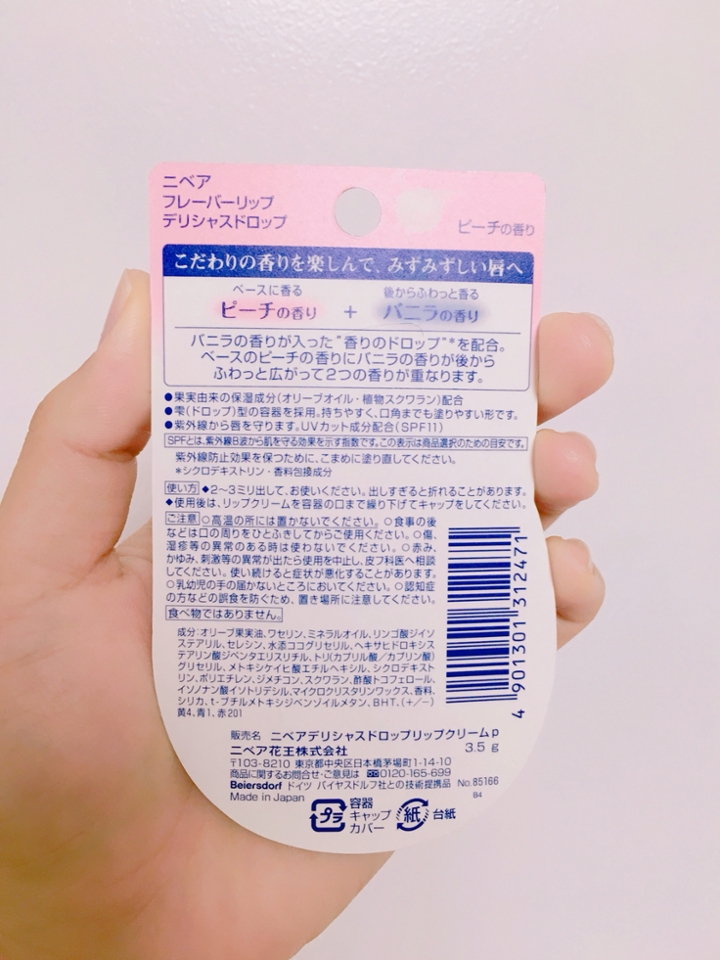 ニベア
フレーバーリップ
デリシャスドロップ
ピーチの香り
こだわりの香りを楽しんで、みずみずしい唇へ
ベースに香る
ピーチの香り
+
後からふわっと香る
バニラの香り
バニラの香りが入った"香りのドロップ"*を配合。
ベースのピーチの香りにバニラの香りが後から
ふわっと広がって2つの香りが重なります。
●果実由来の保湿成分(オリーブオイル・植物スクワラン)配合
●雫(ドロップ)型の容器を採用。持ちやすく、口角までも塗りやすい形です。
●紫外線から唇を守ります。UVカット成分配合(SPF11)
SPFとは、紫外線B波から肌を守る効果を示す指数です。この表示は商品選択のための目安です。
紫外線防止効果を保つために、こまめに塗り直してください。
*シクロデキストリン・香料包接成分
使い方 ◆2〜3ミリ出して、お使いください。出しすぎると折れることがあります。
◆使用後は、リップクリームを容器の口まで繰り下げてキャップをしてください。
ご注意 ○高温の所には置かないでください。○食事の後
などは口の周りをひとふきしてからご使用ください。○傷、
湿疹等の異常のある時は使わないでください。○赤み、
かゆみ、刺激等の異常が出たら使用を中止し、皮フ科医へ相談
してください。使い続けると症状が悪化することがあります。
○乳幼児の手の届かないところにおいてください。○認知症
の方などの誤食を防ぐため、置き場所に注意してください。
食べ物ではありません。
成分:オリーブ果実油、ワセリン、ミネラルオイル、リンゴ酸ジイソ
ステアリル、セレシン、水添ココグリセリル、ヘキサヒドロキシス
テアリン酸ジペンタエリスリチル、トリ(カプリル酸/カプリン酸)
グリセリル、メトキシケイヒ酸エチルヘキシル、シクロデキスト
リン、ポリエチレン、ジメチコン、スクワラン、酢酸トコフェロール、
イソノナン酸イソトリデシル、マイクロクリスタリンワックス、香料、
シリカ、t-ブチルメトキシジベンゾイルメタン、BHT、(+/-)
黄4、青1、赤201
4 901301 312471
販売名 ニベアデリシャスドロップリップクリームp
ニベア花王株式会社 3.5 g
〒103-8210 東京都中央区日本橋茅場町1-14-10
商品に関するお問合せ・ご意見は 0120-165-699
Beiersdorf ドイツ バイヤスドルフ社との技術提携品 No.85166
Made in Japan B4
プラ
容器
キャップ
カバー
紙
台紙